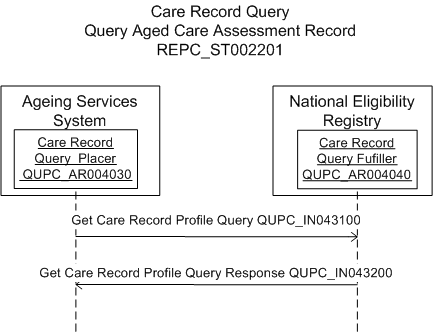 Care Record Query
Query Aged Care Assessment Record
REPC_ST002201
Ageing Services
System
Care Record
Query Placer
QUPC_AR004030
National Eligibility
Registry
Care Record
Query Fufiller
QUPC_AR004040
Get Care Record Profile Query QUPC_IN043100
Get Care Record Profile Query Response QUPC_IN043200